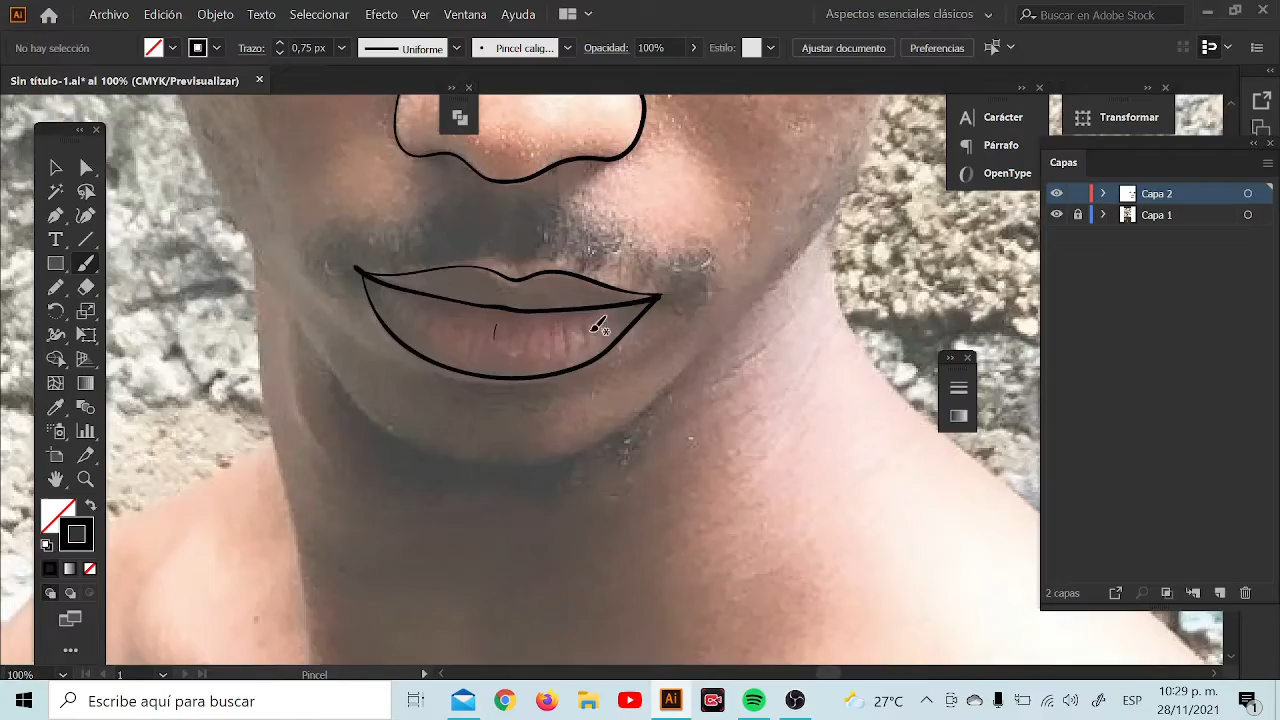 Ai Archivo Edición Objeto Texto Seleccionar Efecto Ver Ventana Ayuda Aspectos esenciales clásicos Buscar en Adobe Stock
No hay selección Trazo: 0,75 px Uniforme Pincel calig... Opacidad: 100% Estilo: Ajustar documento Preferencias
Sin título-1.ai* al 100% (CMYK/Previsualizar)
Carácter Transformar
Párrafo
OpenType
Capas
Capa 2
Capa 1
2 capas
100% 1 Pincel
Escribe aquí para buscar Ai 27°C ESP
28/11/2021 1